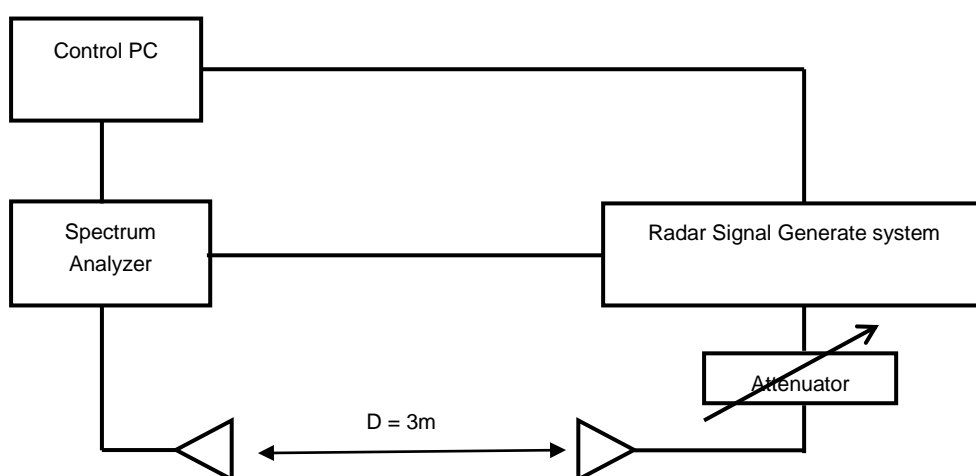 Control PC
Spectrum
Analyzer
Radar Signal Generate system
Attenuator
D = 3m